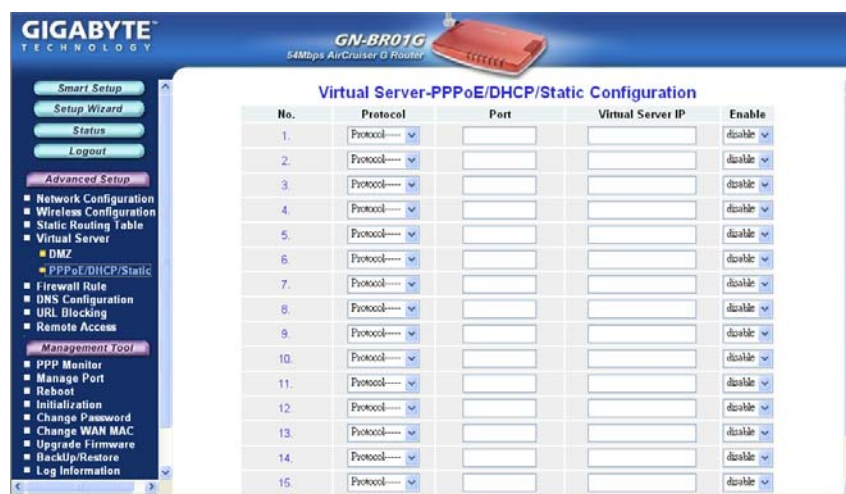 GIGABYTE™
TECHNOLOGY
GN-BR01G
54Mbps AirCruiser G Router
Smart Setup
Setup Wizard
Status
Logout
Advanced Setup
Network Configuration
Wireless Configuration
Static Routing Table
Virtual Server
DMZ
PPPoE/DHCP/Static
Firewall Rule
DNS Configuration
URL Blocking
Remote Access
Management Tool
PPP Monitor
Manage Port
Reboot
Initialization
Change Password
Change WAN MAC
Upgrade Firmware
BackUp/Restore
Log Information
Virtual Server-PPPoE/DHCP/Static Configuration
No. Protocol Port Virtual Server IP Enable
1. Protocol----- disable
2. Protocol----- disable
3. Protocol----- disable
4. Protocol----- disable
5. Protocol----- disable
6. Protocol----- disable
7. Protocol----- disable
8. Protocol----- disable
9. Protocol----- disable
10. Protocol----- disable
11. Protocol----- disable
12. Protocol----- disable
13. Protocol----- disable
14. Protocol----- disable
15. Protocol----- disable